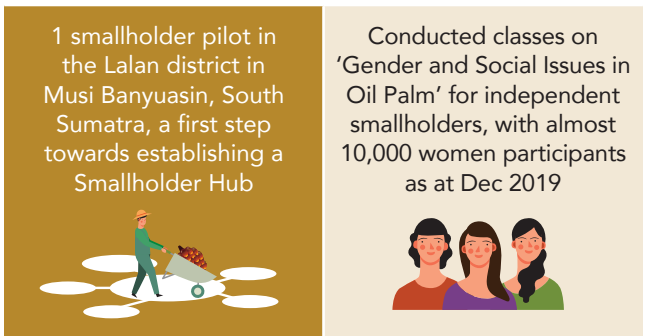 1 smallholder pilot in
the Lalan district in
Musi Banyuasin, South
Sumatra, a first step
towards establishing a
Smallholder Hub
Conducted classes on
‘Gender and Social Issues in
Oil Palm’ for independent
smallholders, with almost
10,000 women participants
as at Dec 2019